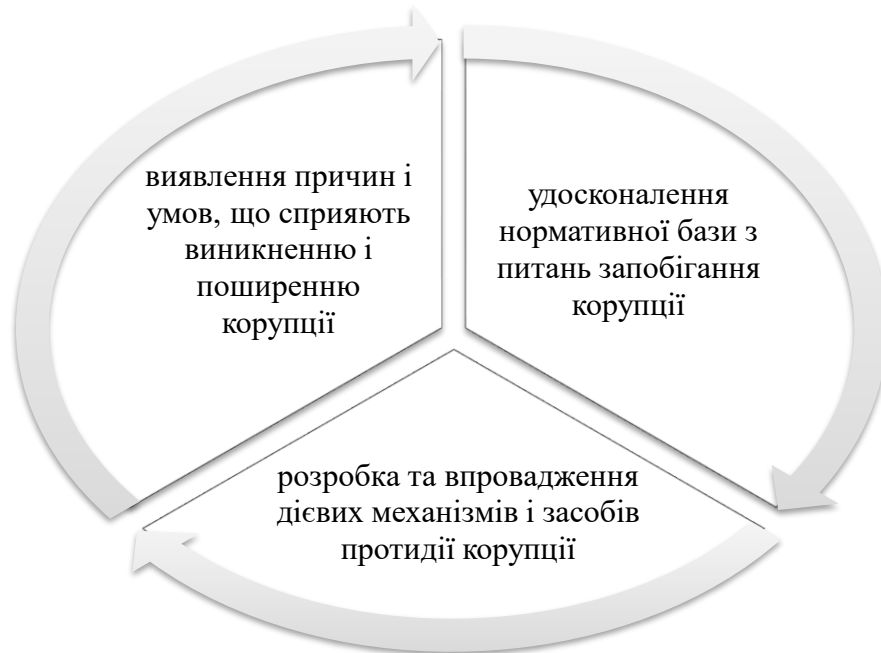 виявлення причин і
умов, що сприяють
виникненню і
поширенню
корупції
удосконалення
нормативної бази з
питань запобігання
корупції
розробка та впровадження
дієвих механізмів і засобів
протидії корупції